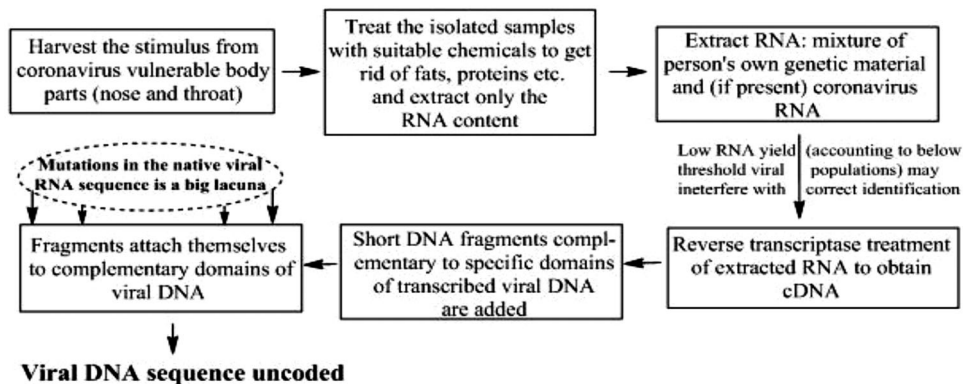 Harvest the stimulus from
coronavirus vulnerable body
parts (nose and throat)
Treat the isolated samples
with suitable chemicals to get
rid of fats, proteins etc.
and extract only the
RNA content
Extract RNA: mixture of
person's own genetic material
and (if present) coronavirus
RNA
Low RNA yield (accounting to below
threshold viral populations) may
ineterfere with correct identification
Reverse transcriptase treatment
of extracted RNA to obtain
cDNA
Short DNA fragments compl-
ementary to specific domains
of transcribed viral DNA
are added
Mutations in the native viral
RNA sequence is a big lacuna
Fragments attach themselves
to complementary domains of
viral DNA
Viral DNA sequence uncoded